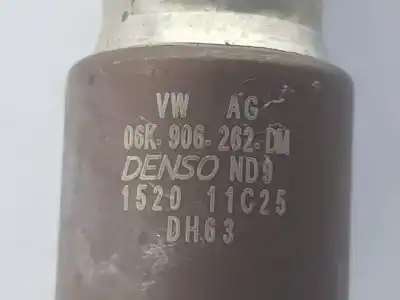 VW AG
06K-906-262-DM
DENSO ND9
1520 11C25
DH63